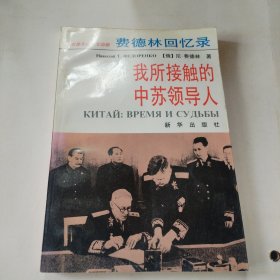 费德林回忆录
Николай Т. ФЕДОРЕНКО 【俄】尼·费德林 著
我所接触的
中苏领导人
КИТАЙ: ВРЕМЯ И СУДЬБЫ
新华出版社